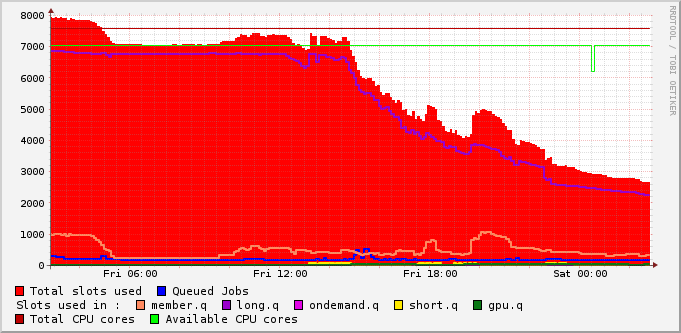 RRDTOOL / TOBI OETIKER
8000
7000
6000
5000
4000
3000
2000
1000
0
Fri 06:00 Fri 12:00 Fri 18:00 Sat 00:00
Total slots used Queued Jobs
Slots used in : member.q long.q ondemand.q short.q gpu.q
Total CPU cores Available CPU cores